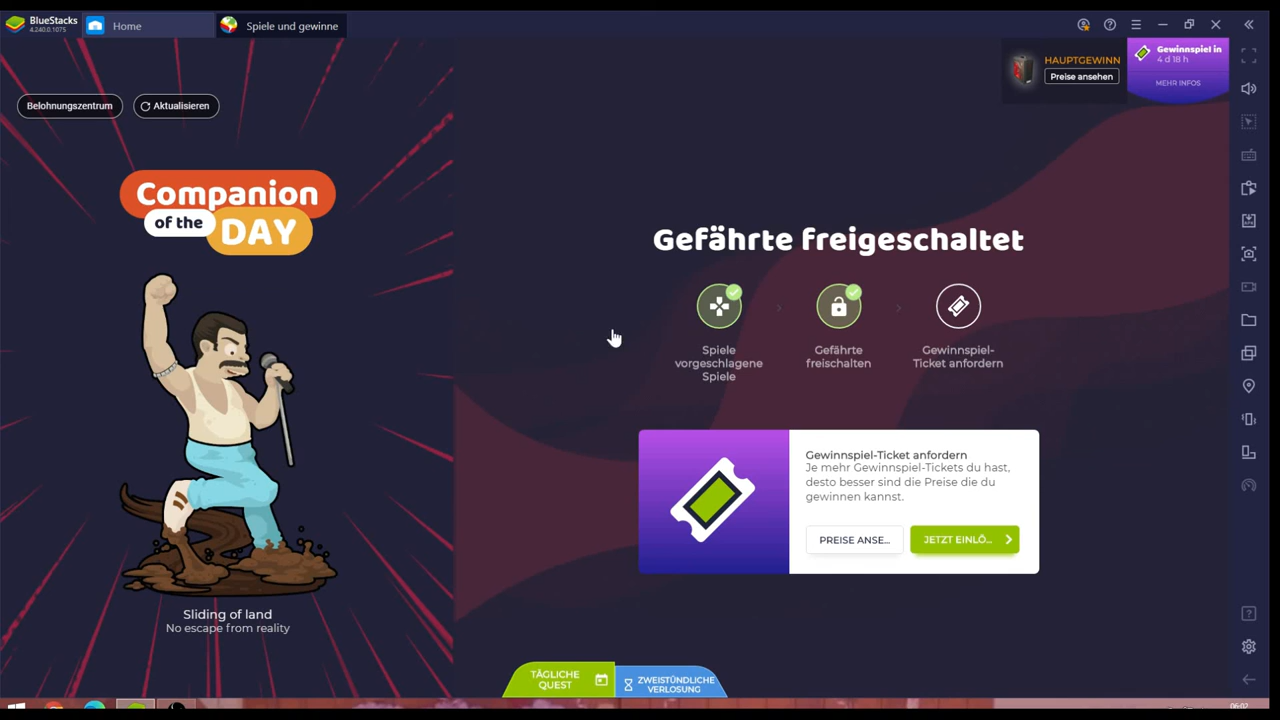 BlueStacks
4.240.0.1075
Home
Spiele und gewinne
HAUPTGEWINN
Preise ansehen
Gewinnspiel in
4 d 18 h
MEHR INFOS
Belohnungszentrum
Aktualisieren
Companion
of the
DAY
Gefährte freigeschaltet
Spiele
vorgeschlagene
Spiele
Gefährte
freischalten
Gewinnspiel-
Ticket anfordern
Gewinnspiel-Ticket anfordern
Je mehr Gewinnspiel-Tickets du hast,
desto besser sind die Preise die du
gewinnen kannst.
PREISE ANSE...
JETZT EINLÖ...
Sliding of land
No escape from reality
TÄGLICHE
QUEST
ZWEISTÜNDLICHE
VERLOSUNG
06:02